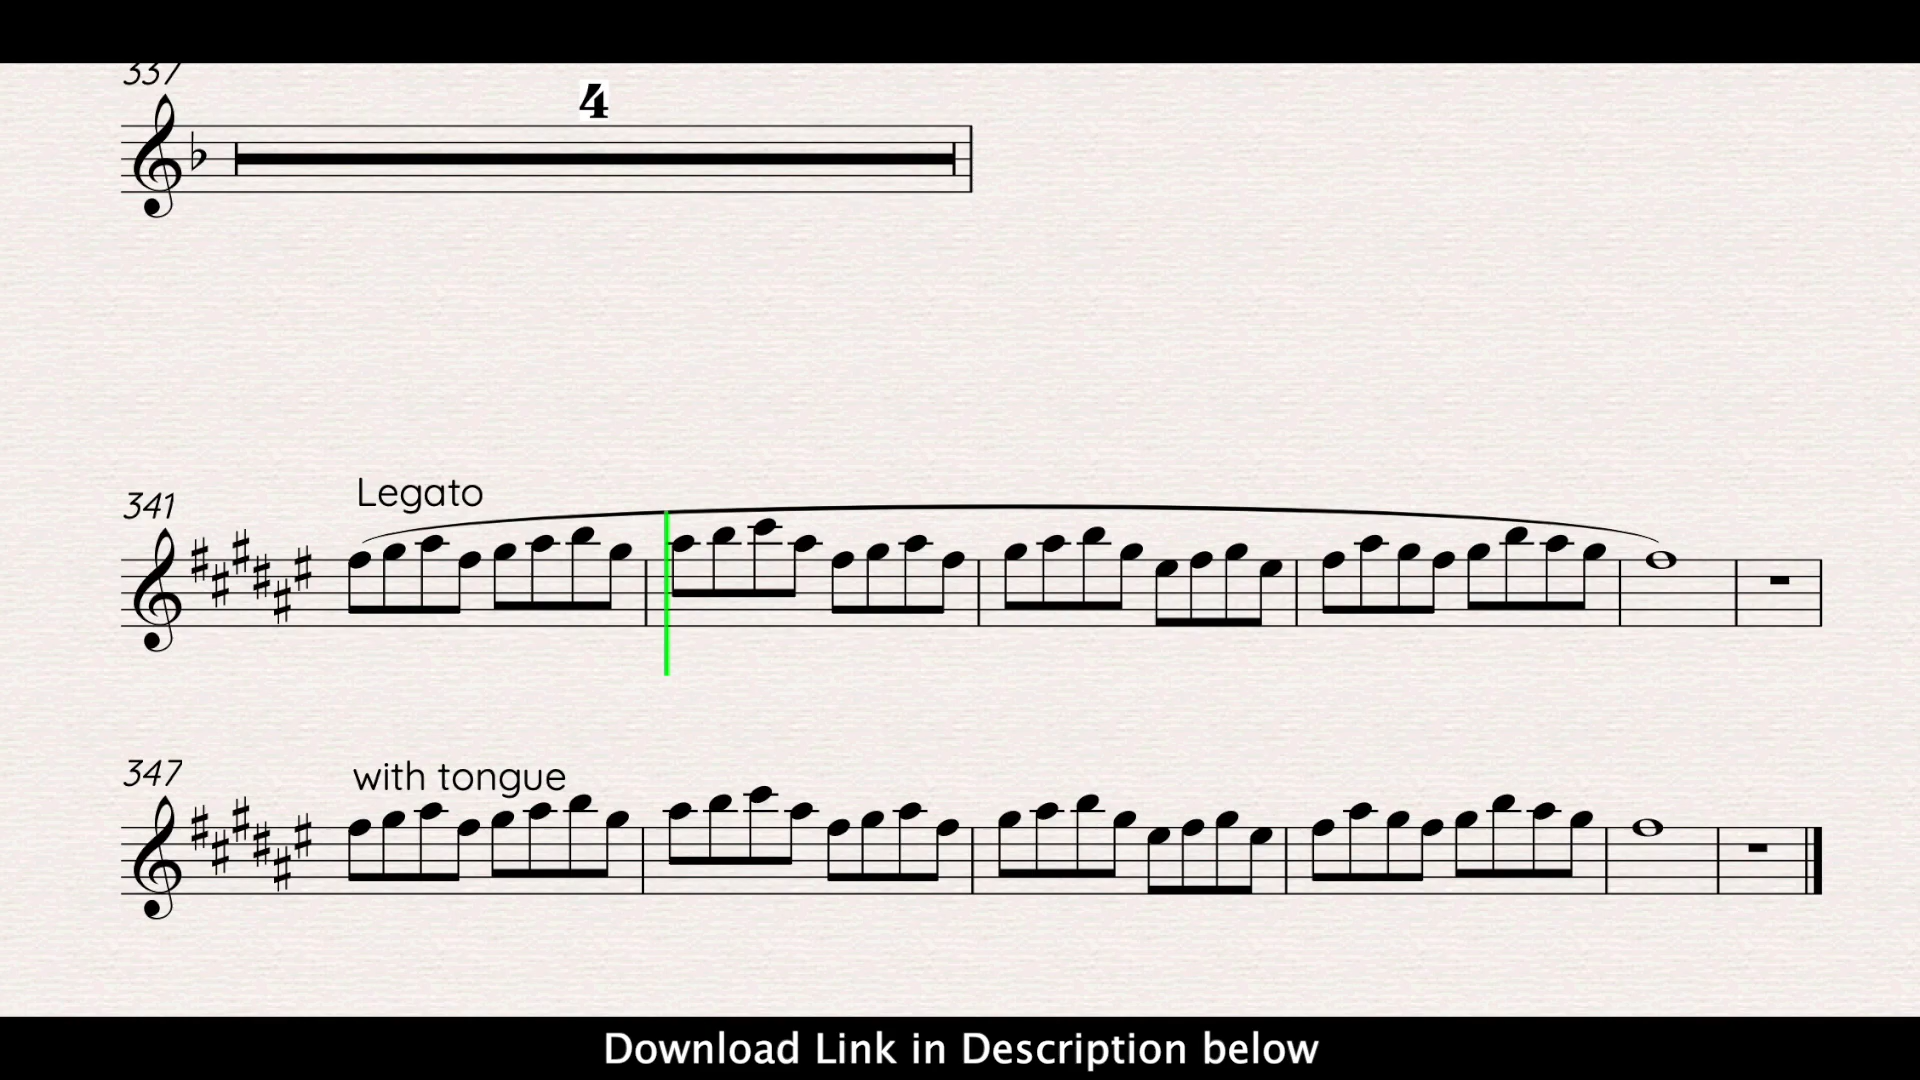 337
4
Legato
341
347
with tongue
Download Link in Description below